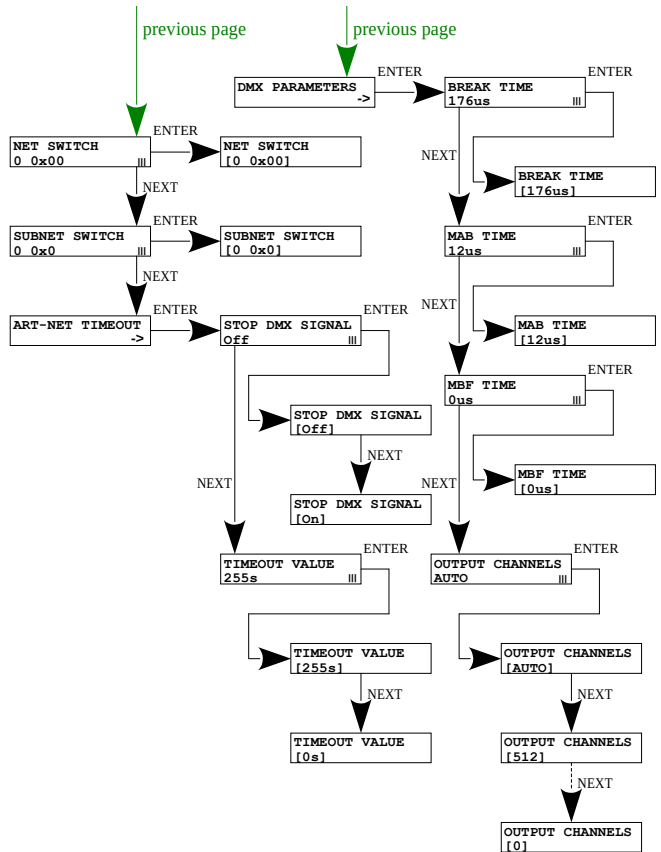 previous page
previous page
ENTER
ENTER
DMX PARAMETERS
->
BREAK TIME
176us
ENTER
NET SWITCH
0 0x00
NET SWITCH
[0 0x00]
NEXT
BREAK TIME
[176us]
NEXT
ENTER
ENTER
SUBNET SWITCH
0 0x0
SUBNET SWITCH
[0 0x0]
MAB TIME
12us
NEXT
NEXT
ENTER
ART-NET TIMEOUT
->
STOP DMX SIGNAL
Off
ENTER
MAB TIME
[12us]
ENTER
MBF TIME
0us
STOP DMX SIGNAL
[Off]
NEXT
NEXT
NEXT
MBF TIME
[0us]
STOP DMX SIGNAL
[On]
ENTER
ENTER
TIMEOUT VALUE
255s
OUTPUT CHANNELS
AUTO
TIMEOUT VALUE
[255s]
OUTPUT CHANNELS
[AUTO]
NEXT
NEXT
TIMEOUT VALUE
[0s]
OUTPUT CHANNELS
[512]
NEXT
OUTPUT CHANNELS
[0]